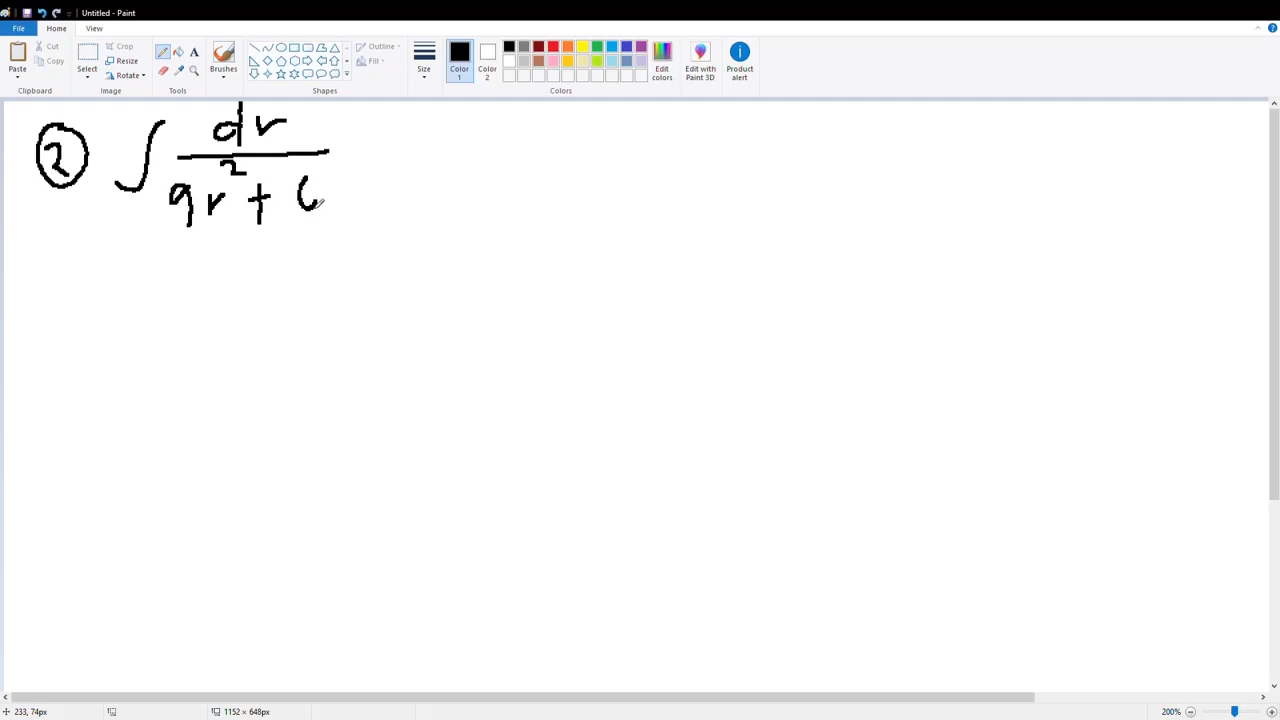 Untitled - Paint
File Home View
Paste Cut Copy Clipboard
Select Crop Resize Rotate Image
A Tools
Brushes
Outline Fill Shapes
Size
Color 1 Color 2 Edit colors Colors
Edit with Paint 3D
Product alert
② ∫ dr
9r² +
233, 74px 1152 × 648px 200%